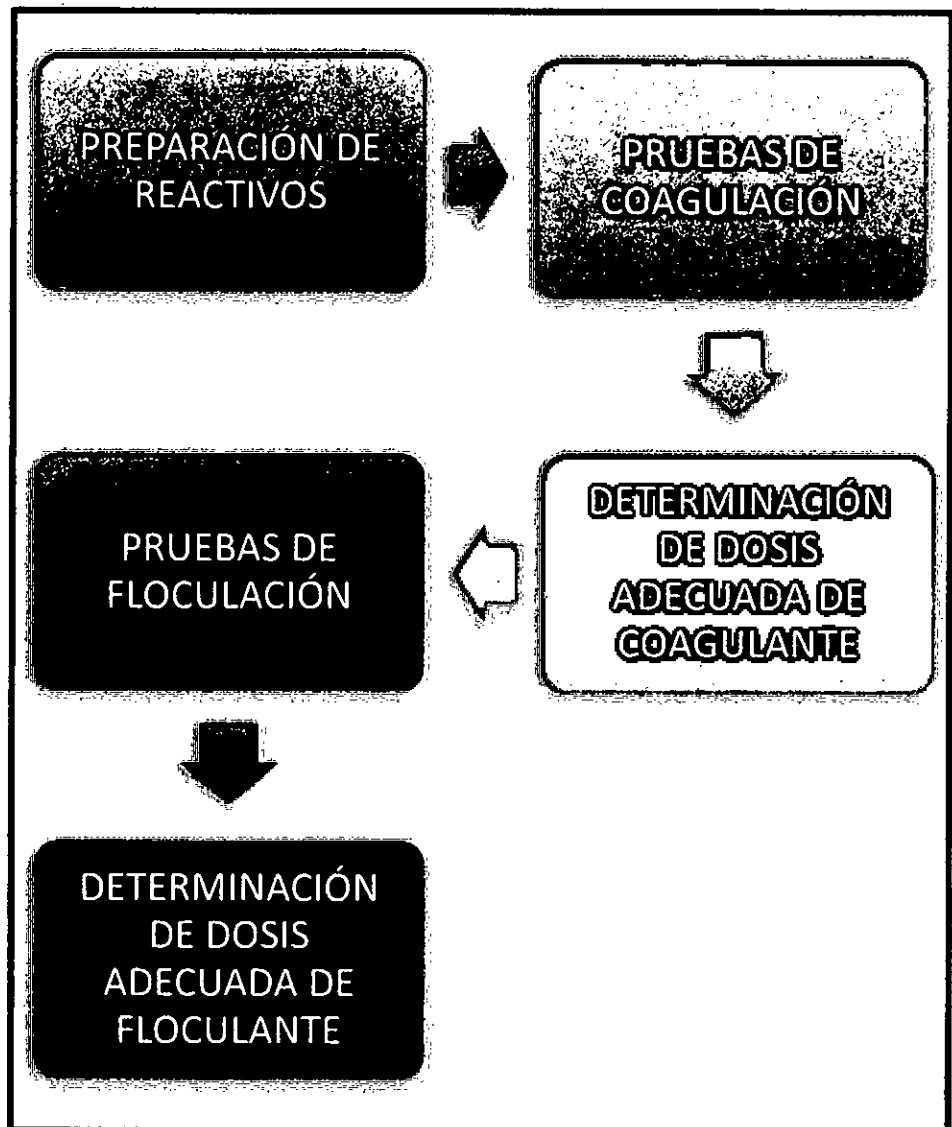 PREPARACIÓN DE
REACTIVOS
PRUEBAS DE
COAGULACIÓN
DETERMINACIÓN
DE DOSIS
ADECUADA DE
COAGULANTE
PRUEBAS DE
FLOCULACIÓN
DETERMINACIÓN
DE DOSIS
ADECUADA DE
FLOCULANTE